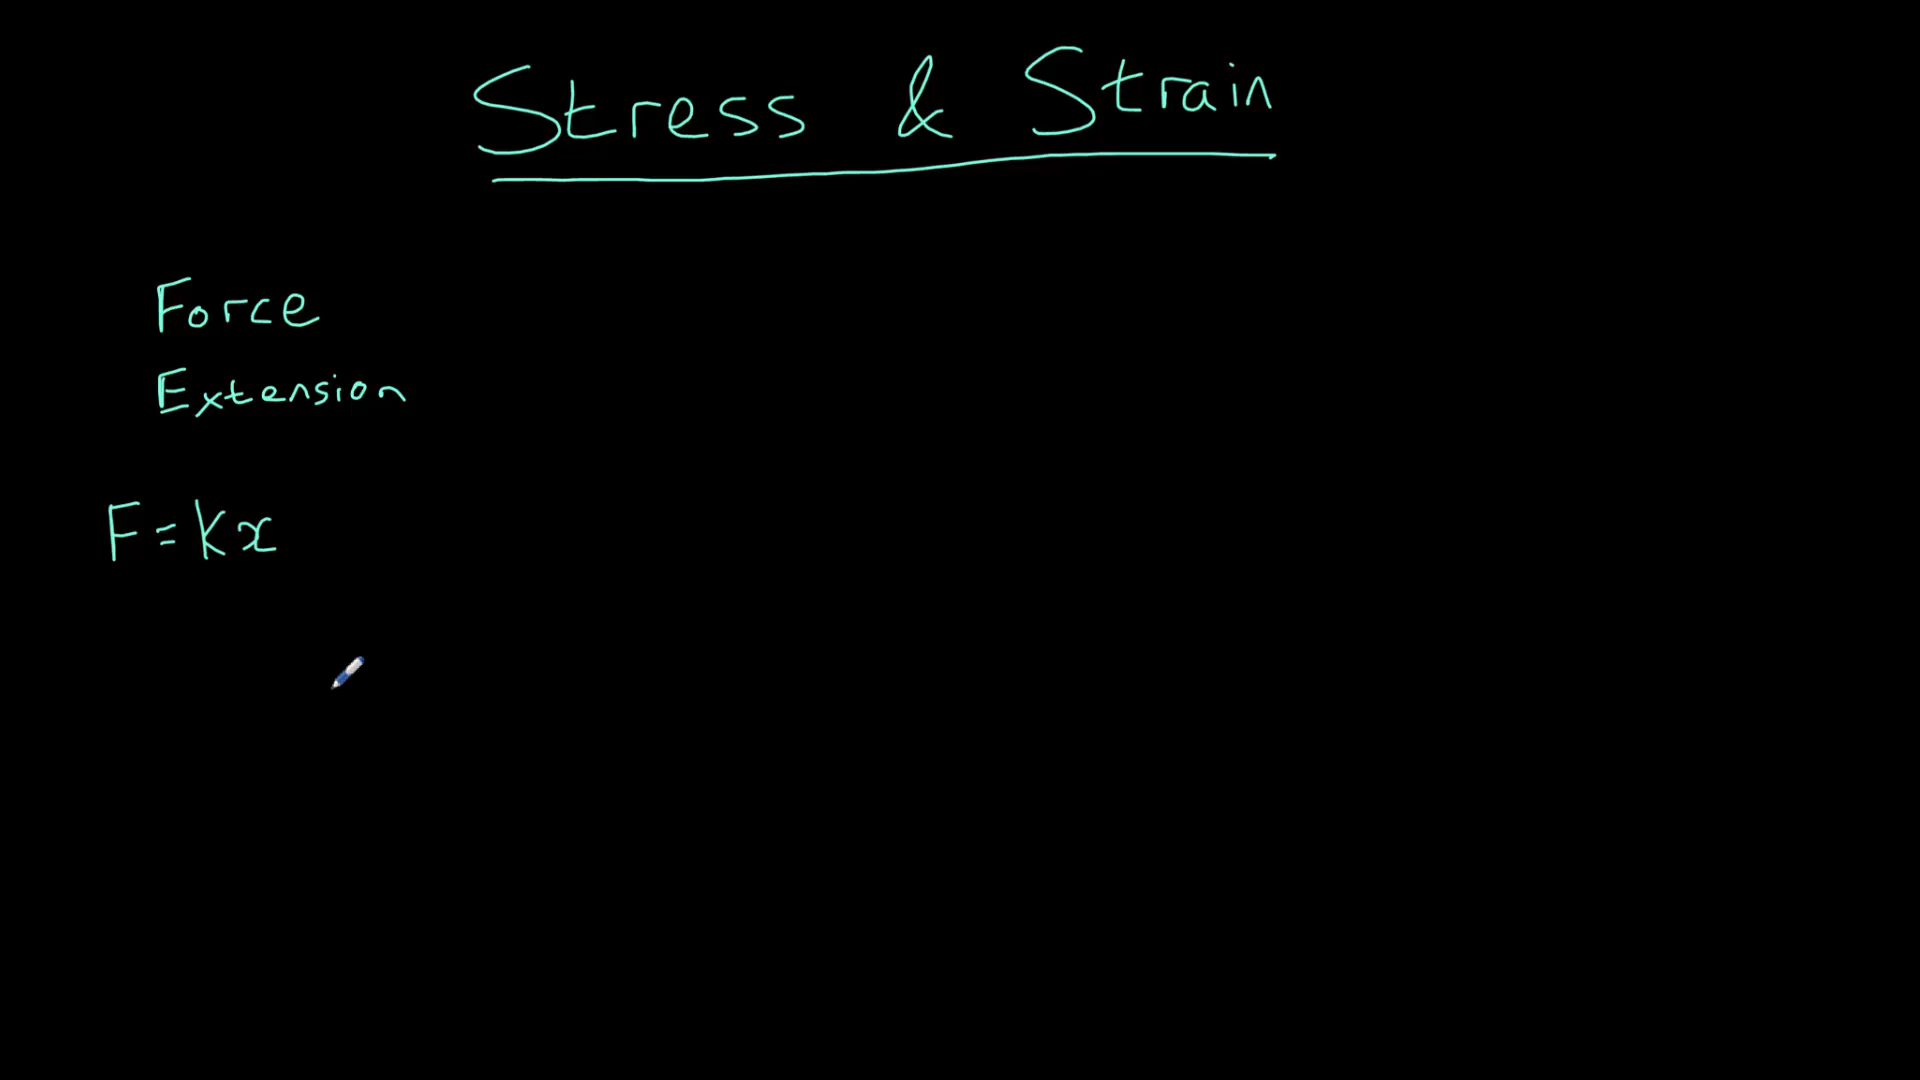 Stress & Strain
Force
Extension
F = kx